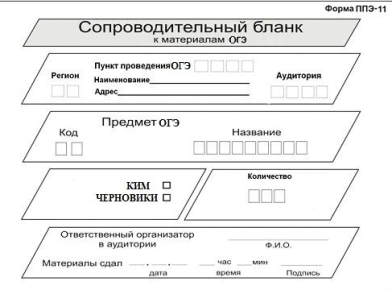 Форма ППЭ-11
Сопроводительный бланк
к материалам ОГЭ
Регион
Пункт проведения ОГЭ
Наименование
Адрес
Аудитория
Предмет ОГЭ
Код
Название
КИМ
ЧЕРНОВИКИ
Количество
Ответственный организатор
в аудитории
Ф.И.О.
Материалы сдал
час
мин
дата
время
Подпись